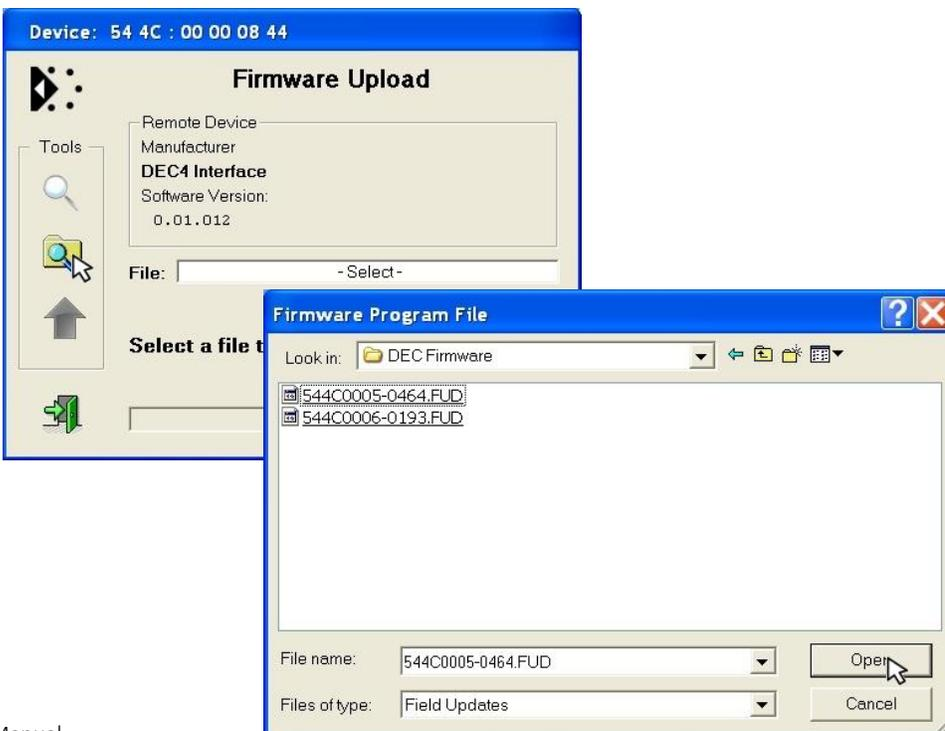 Device: 54 4C : 00 00 08 44
Firmware Upload
Remote Device
Tools
Manufacturer
DEC4 Interface
Software Version:
0.01.012
File:
- Select -
Select a file t
Firmware Program File
Look in:
DEC Firmware
544C0005-0464.FUD
544C0006-0193.FUD
File name:
544C0005-0464.FUD
Open
Files of type:
Field Updates
Cancel